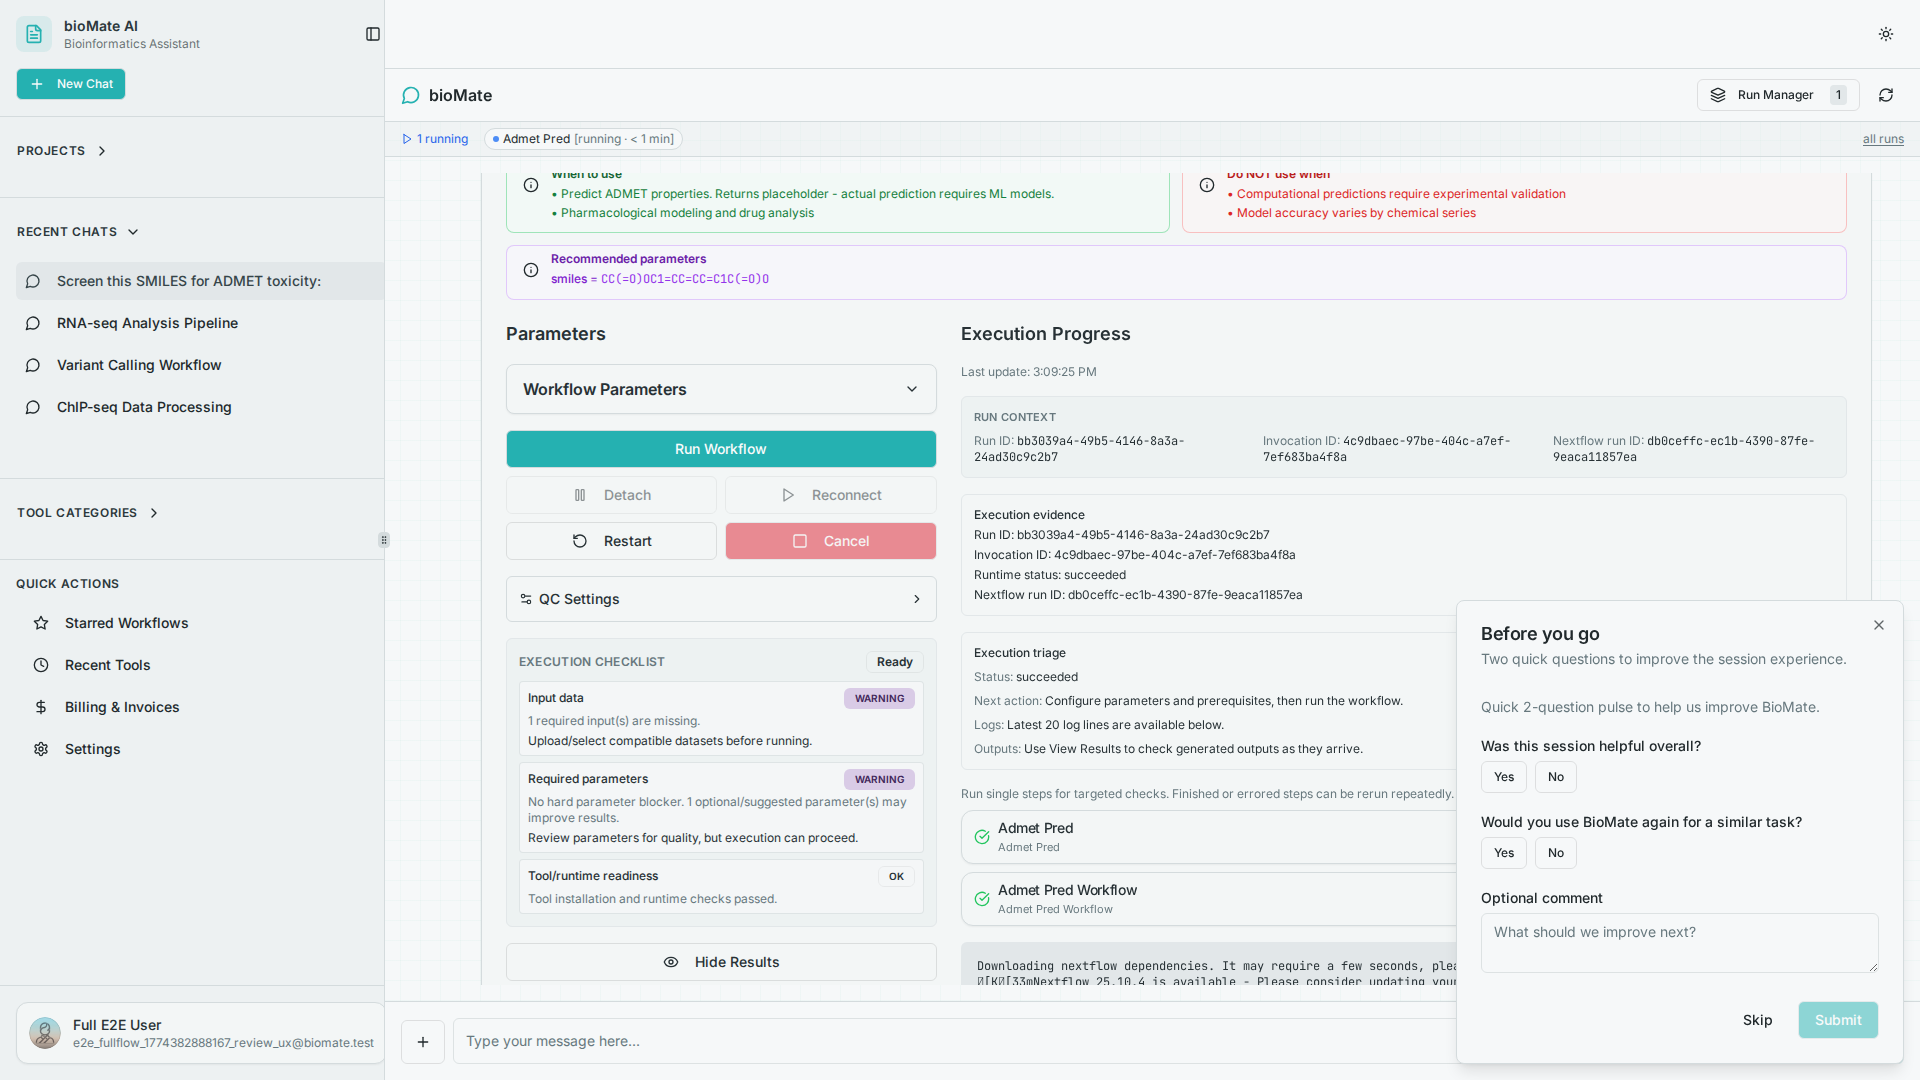 bioMate AI
Bioinformatics Assistant
New Chat
PROJECTS
RECENT CHATS
Screen this SMILES for ADMET toxicity:
RNA-seq Analysis Pipeline
Variant Calling Workflow
ChIP-seq Data Processing
TOOL CATEGORIES
QUICK ACTIONS
Starred Workflows
Recent Tools
Billing & Invoices
Settings
Full E2E User
e2e_fullflow_1774382888167_review_ux@biomate.test
bioMate
Run Manager 1
1 running
Admet Pred [running · < 1 min]
all runs
When to use
• Predict ADMET properties. Returns placeholder - actual prediction requires ML models.
• Pharmacological modeling and drug analysis
Do NOT use when
• Computational predictions require experimental validation
• Model accuracy varies by chemical series
Recommended parameters
smiles = CC(=O)OC1=CC=CC=C1C(=O)O
Parameters
Workflow Parameters
Run Workflow
Detach
Reconnect
Restart
Cancel
QC Settings
EXECUTION CHECKLIST
Ready
Input data
WARNING
1 required input(s) are missing.
Upload/select compatible datasets before running.
Required parameters
WARNING
No hard parameter blocker. 1 optional/suggested parameter(s) may
improve results.
Review parameters for quality, but execution can proceed.
Tool/runtime readiness
OK
Tool installation and runtime checks passed.
Hide Results
Execution Progress
Last update: 3:09:25 PM
RUN CONTEXT
Run ID: bb3039a4-49b5-4146-8a3a-
24ad30c9c2b7
Invocation ID: 4c9dbaec-97be-404c-a7ef-
7ef683ba4f8a
Nextflow run ID: db0ceffc-ec1b-4390-87fe-
9eaca11857ea
Execution evidence
Run ID: bb3039a4-49b5-4146-8a3a-24ad30c9c2b7
Invocation ID: 4c9dbaec-97be-404c-a7ef-7ef683ba4f8a
Runtime status: succeeded
Nextflow run ID: db0ceffc-ec1b-4390-87fe-9eaca11857ea
Execution triage
Status: succeeded
Next action: Configure parameters and prerequisites, then run the workflow.
Logs: Latest 20 log lines are available below.
Outputs: Use View Results to check generated outputs as they arrive.
Run single steps for targeted checks. Finished or errored steps can be rerun repeatedly.
Admet Pred
Admet Pred
Admet Pred Workflow
Admet Pred Workflow
Downloading nextflow dependencies. It may require a few seconds,
[K [33mNextflow 25.10.4 is available - Please consider updating
Type your message here...
Before you go
Two quick questions to improve the session experience.
Quick 2-question pulse to help us improve BioMate.
Was this session helpful overall?
Yes
No
Would you use BioMate again for a similar task?
Yes
No
Optional comment
What should we improve next?
Skip
Submit